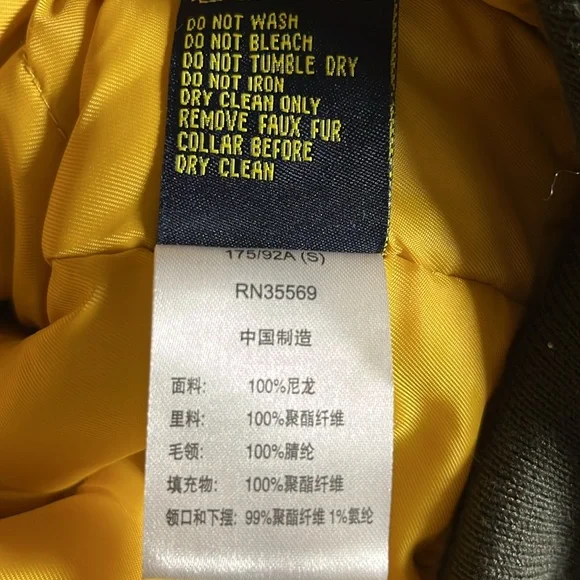 DO NOT WASH
DO NOT BLEACH
DO NOT TUMBLE DRY
DO NOT IRON
DRY CLEAN ONLY
REMOVE FAUX FUR
COLLAR BEFORE
DRY CLEAN
175/92A (S)
RN35569
中国制造
面料: 100%尼龙
里料: 100%聚酯纤维
毛领: 100%腈纶
填充物: 100%聚酯纤维
领口和下摆: 99%聚酯纤维 1%氨纶